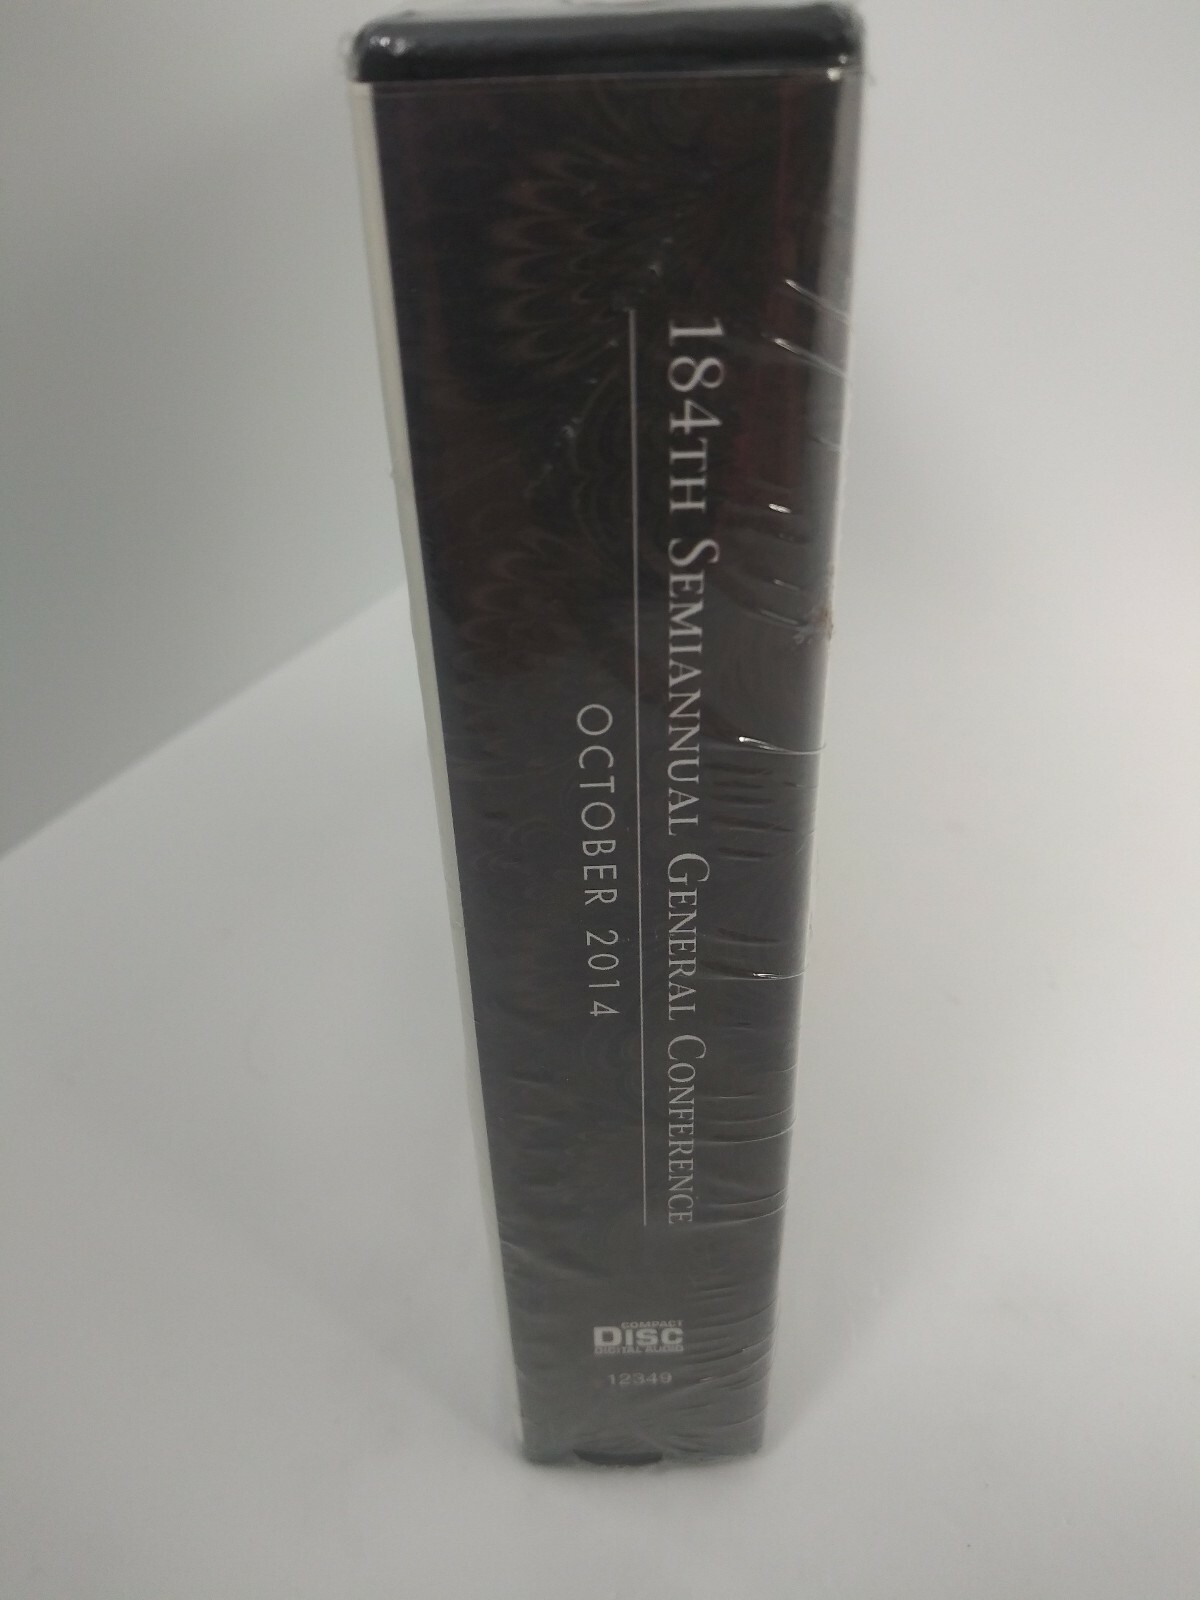 184TH SEMIANNUAL GENERAL CONFERENCE
OCTOBER 2014
COMPACT
DISC
DIGITAL AUDIO
12349